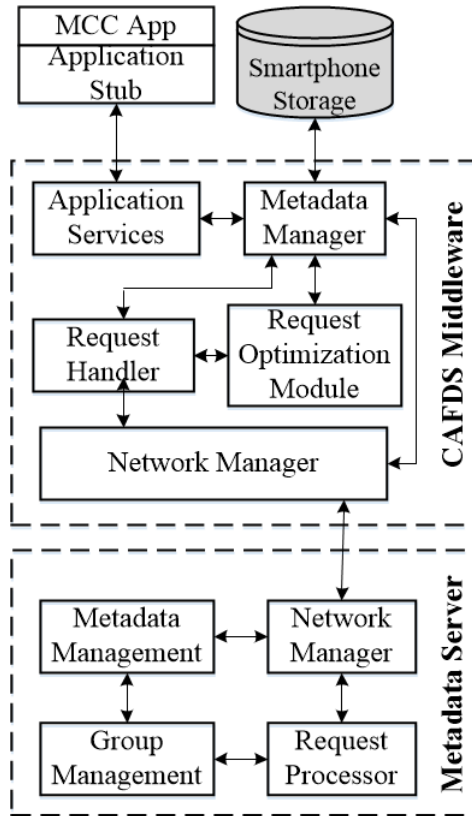 MCC App
Application
Stub
Smartphone
Storage
Application
Services
Metadata
Manager
Request
Handler
Request
Optimization
Module
Network Manager
CAFDS Middleware
Metadata
Management
Network
Manager
Group
Management
Request
Processor
Metadata Server